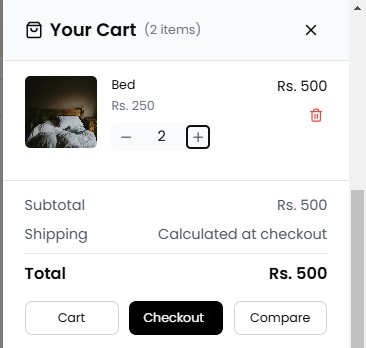 Your Cart (2 items)
Bed
Rs. 500
Rs. 250
2
Subtotal Rs. 500
Shipping Calculated at checkout
Total Rs. 500
Cart Checkout Compare